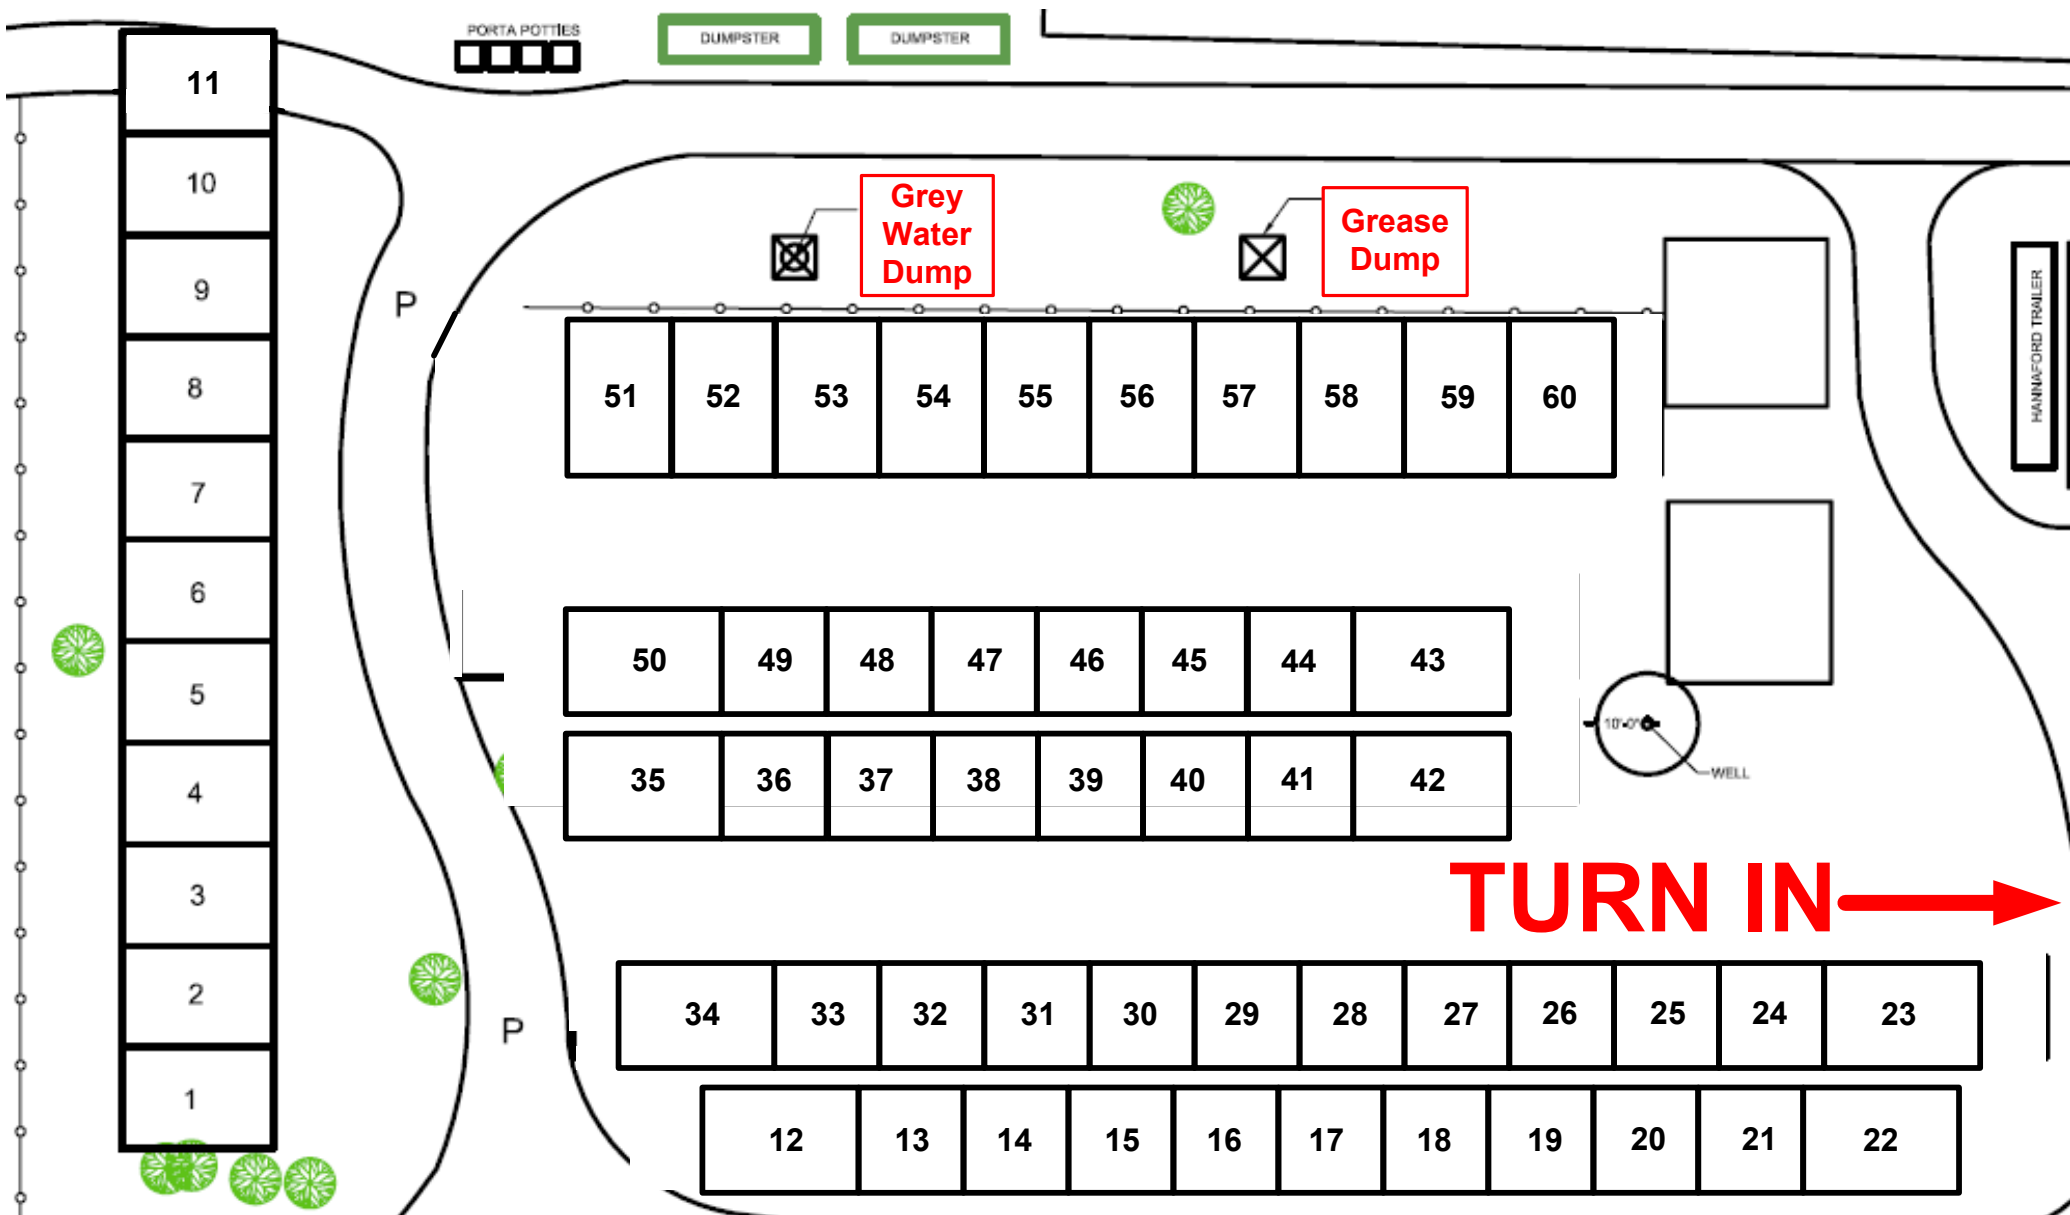 PORTA POTTIES
DUMPSTER
DUMPSTER
11
10
9
8
7
6
5
4
3
2
1
P
Grey
Water
Dump
Grease
Dump
HANNAFORD TRAILER
51 52 53 54 55 56 57 58 59 60
50 49 48 47 46 45 44 43
35 36 37 38 39 40 41 42
10'-0"
WELL
TURN IN
34 33 32 31 30 29 28 27 26 25 24 23
P
12 13 14 15 16 17 18 19 20 21 22